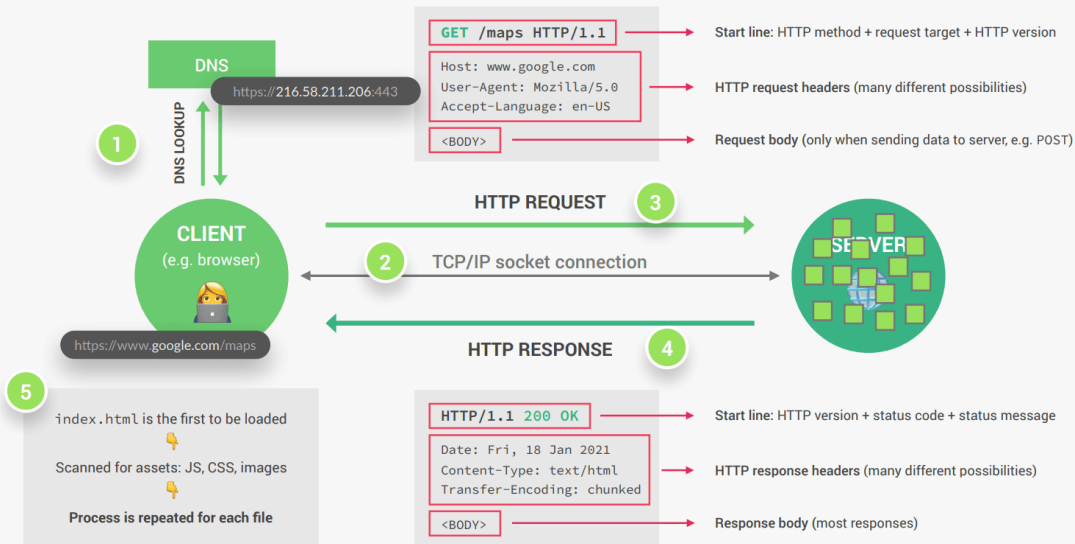 GET /maps HTTP/1.1
Start line: HTTP method + request target + HTTP version
DNS
https://216.58.211.206:443
Host: www.google.com
User-Agent: Mozilla/5.0
Accept-Language: en-US
HTTP request headers (many different possibilities)
<BODY>
Request body (only when sending data to server, e.g. POST)
1
DNS LOOKUP
HTTP REQUEST
3
CLIENT
(e.g. browser)
2
TCP/IP socket connection
SERVER
https://www.google.com/maps
HTTP RESPONSE
4
5
index.html is the first to be loaded
Scanned for assets: JS, CSS, images
Process is repeated for each file
HTTP/1.1 200 OK
Start line: HTTP version + status code + status message
Date: Fri, 18 Jan 2021
Content-Type: text/html
Transfer-Encoding: chunked
HTTP response headers (many different possibilities)
<BODY>
Response body (most responses)